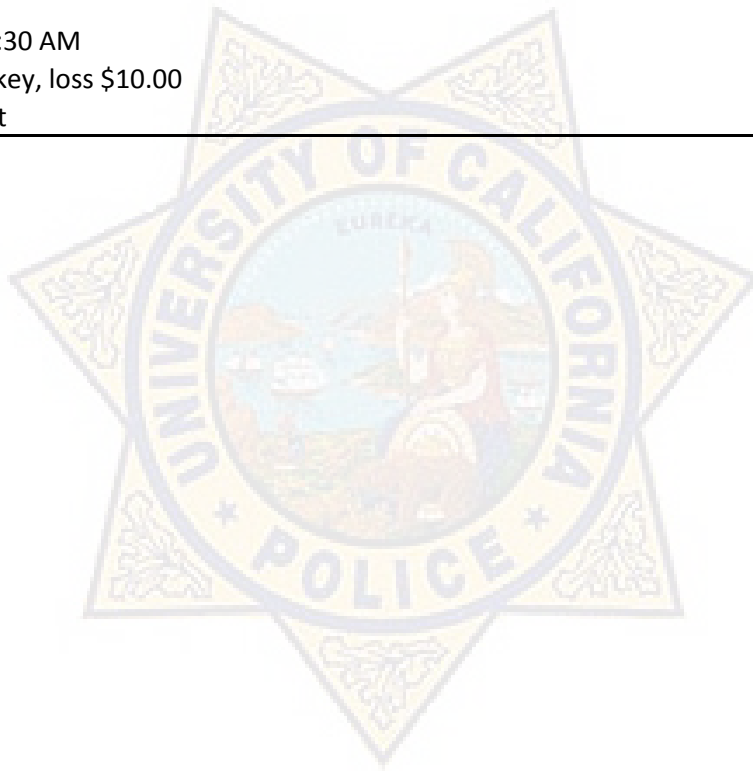 :30 AM
key, loss $10.00
t
UNIVERSITY OF CALIFORNIA
EUREKA
* POLICE *